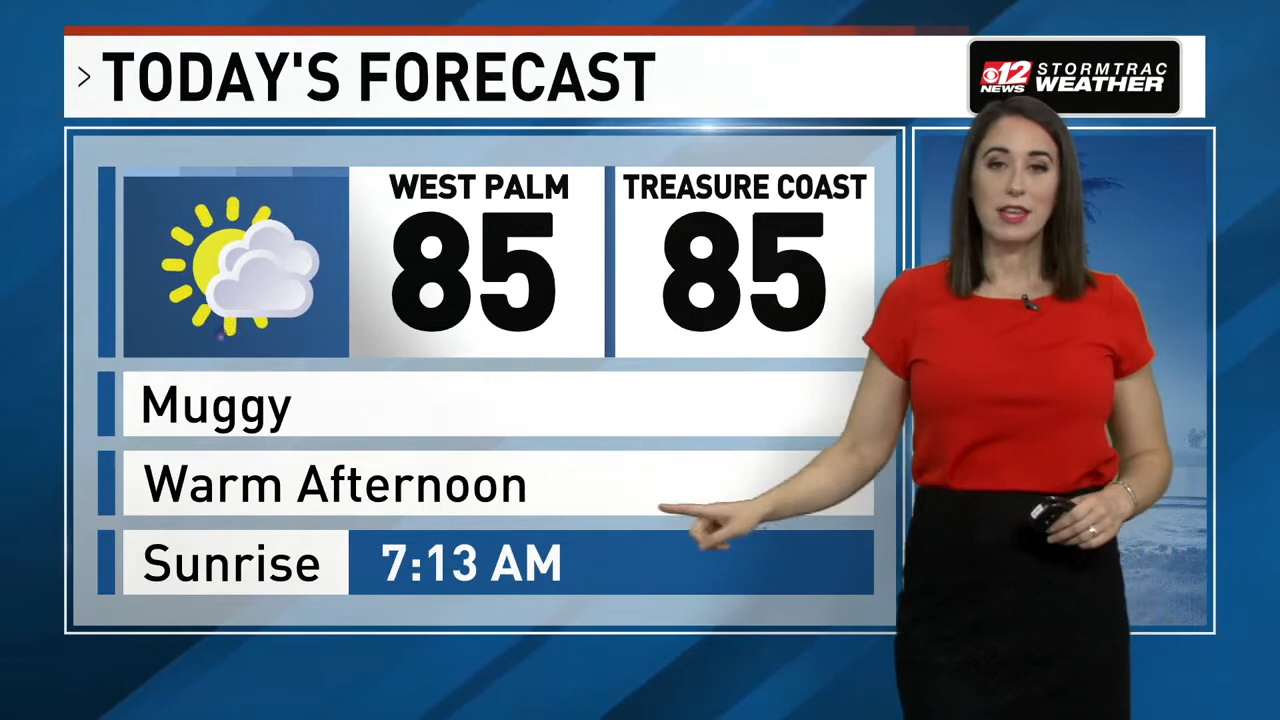 > TODAY'S FORECAST
12 NEWS
STORMTRAC
WEATHER
WEST PALM
85
TREASURE COAST
85
Muggy
Warm Afternoon
Sunrise 7:13 AM